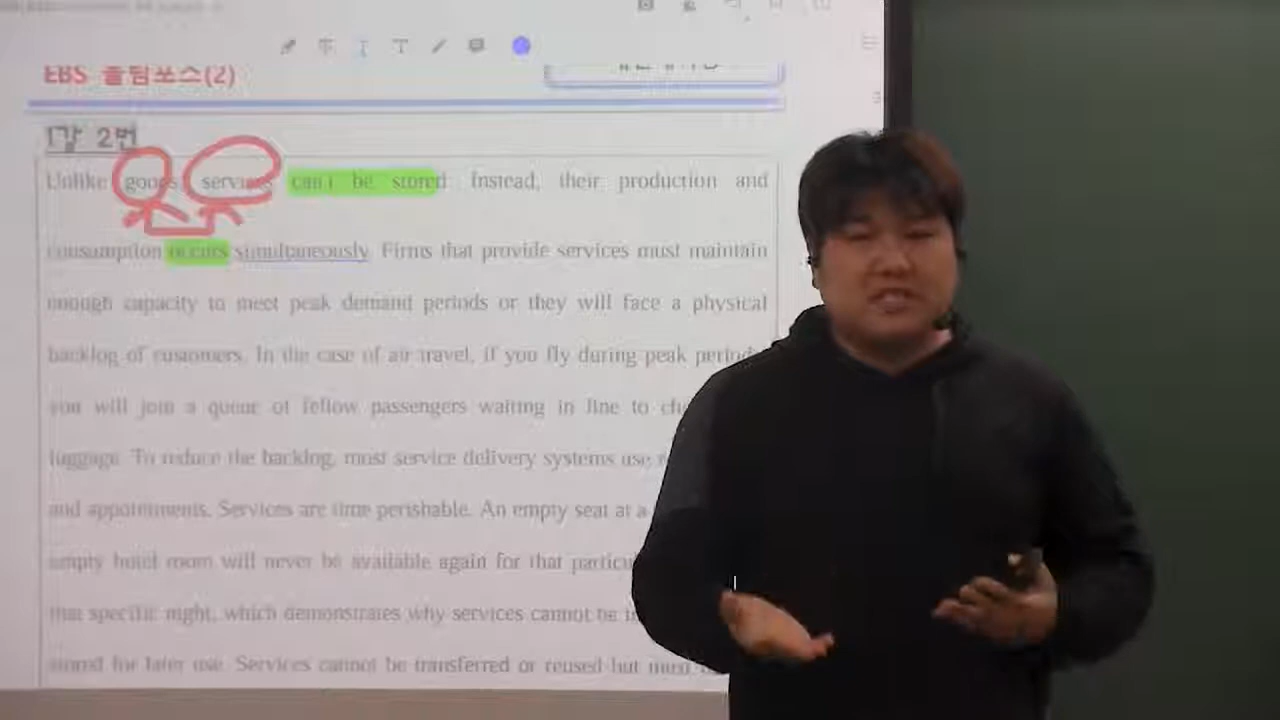 EBS 올림포스(2)
1강 2번
Unlike goods services can't be stored. Instead, their production and
consumption occurs simultaneously. Firms that provide services must maintain
enough capacity to meet peak demand periods or they will face a physical
backlog of customers. In the case of air travel, if you fly during peak periods
you will join a queue of fellow passengers waiting in line to
luggage. To reduce the backlog, most service delivery systems use
and appointments. Services are time perishable. An empty seat at a
empty hotel room will never be available again for that
that specific night, which demonstrates why services cannot be
stored for later use. Services cannot be transferred or reused but must